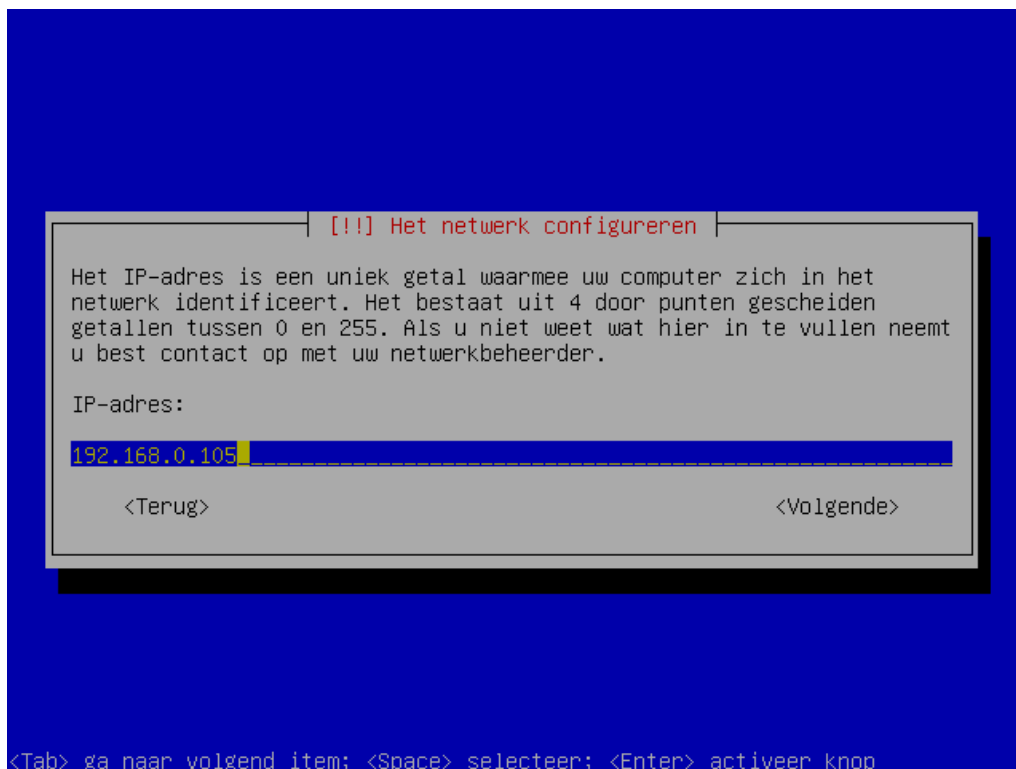 [!!] Het netwerk configureren
Het IP-adres is een uniek getal waarmee uw computer zich in het
netwerk identificeert. Het bestaat uit 4 door punten gescheiden
getallen tussen 0 en 255. Als u niet weet wat hier in te vullen neemt
u best contact op met uw netwerkbeheerder.
IP-adres:
192.168.0.105
<Terug> <Volgende>
<Tab> ga naar volgend item; <Space> selecteer; <Enter> activeer knop